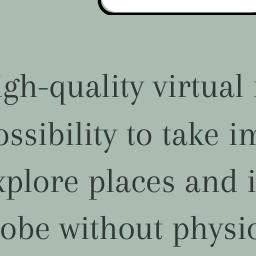 gh-quality virtual
ossibility to take im
xplore places and i
obe without physic